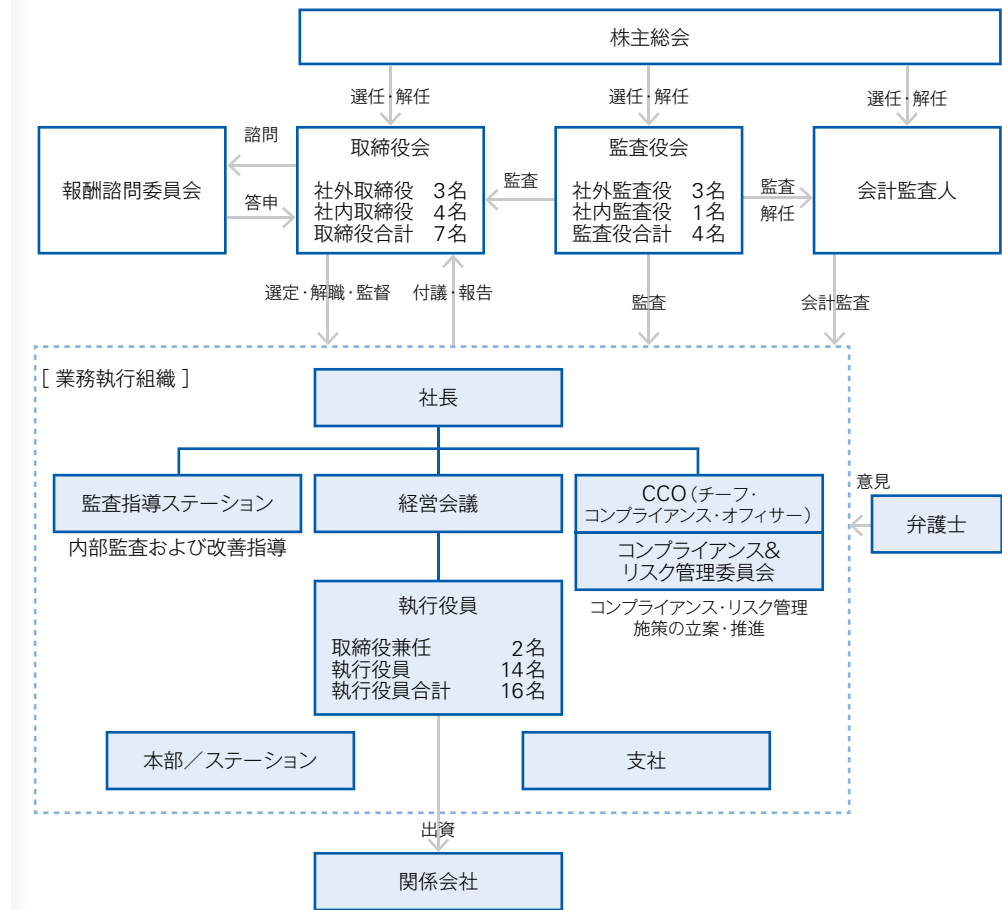 株主総会
選任・解任
選任・解任
選任・解任
報酬諮問委員会
諮問
答申
取締役会
社外取締役 3名
社内取締役 4名
取締役合計 7名
監査
監査役会
社外監査役 3名
社内監査役 1名
監査役合計 4名
監査
解任
会計監査人
選定・解職・監督
付議・報告
監査
会計監査
[ 業務執行組織 ]
社長
監査指導ステーション
内部監査および改善指導
経営会議
CCO(チーフ・
コンプライアンス・オフィサー)
コンプライアンス&
リスク管理委員会
コンプライアンス・リスク管理
施策の立案・推進
意見
弁護士
執行役員
取締役兼任 2名
執行役員 14名
執行役員合計 16名
本部／ステーション
支社
出資
関係会社